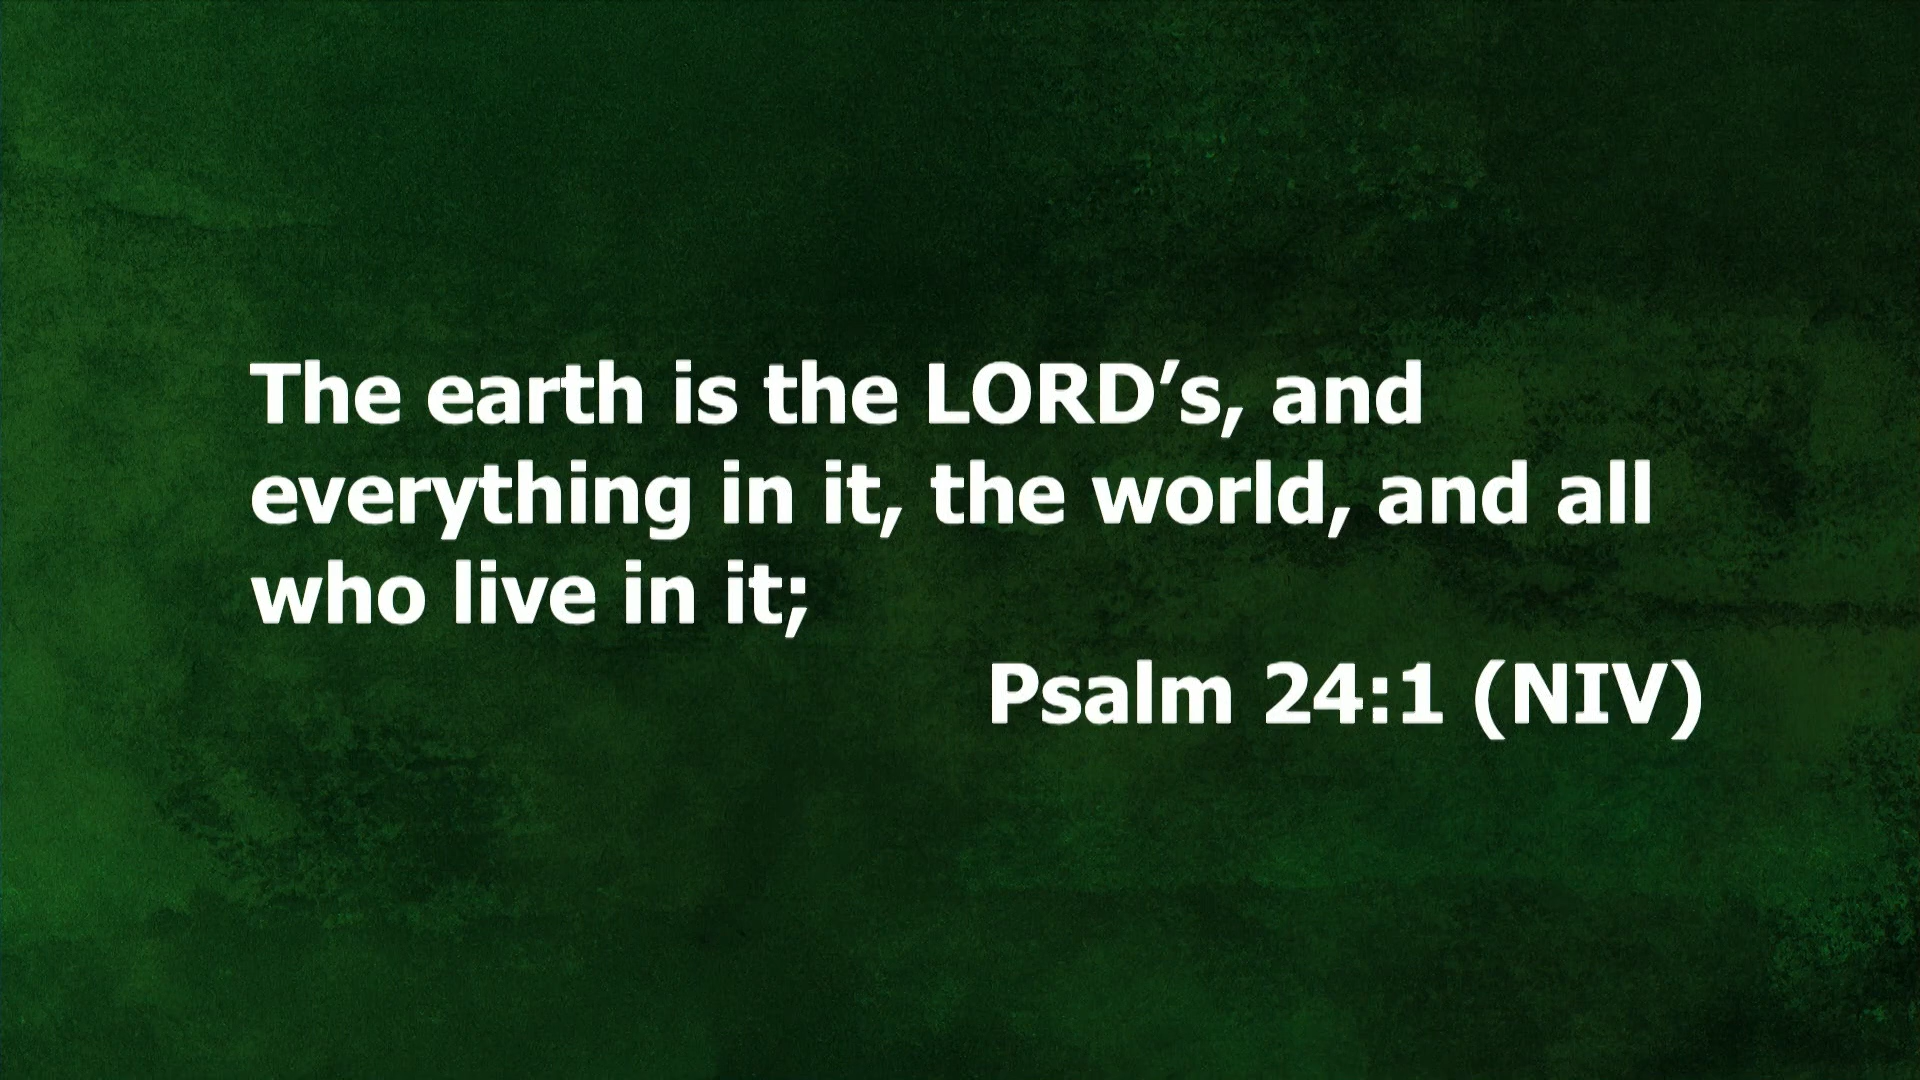 The earth is the LORD’s, and
everything in it, the world, and all
who live in it;
Psalm 24:1 (NIV)